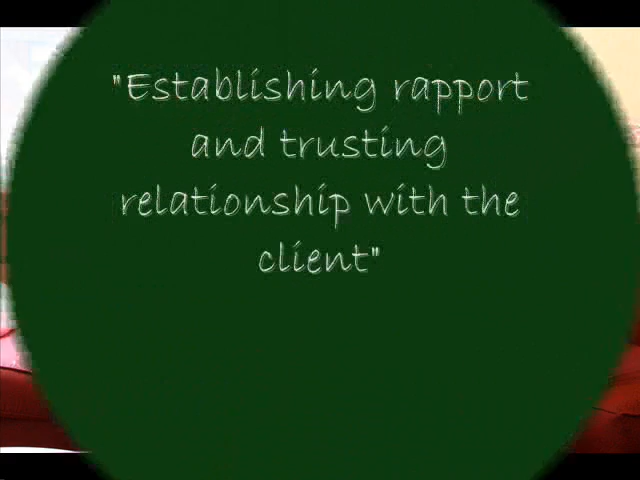 "Establishing rapport
and trusting
relationship with the
client"